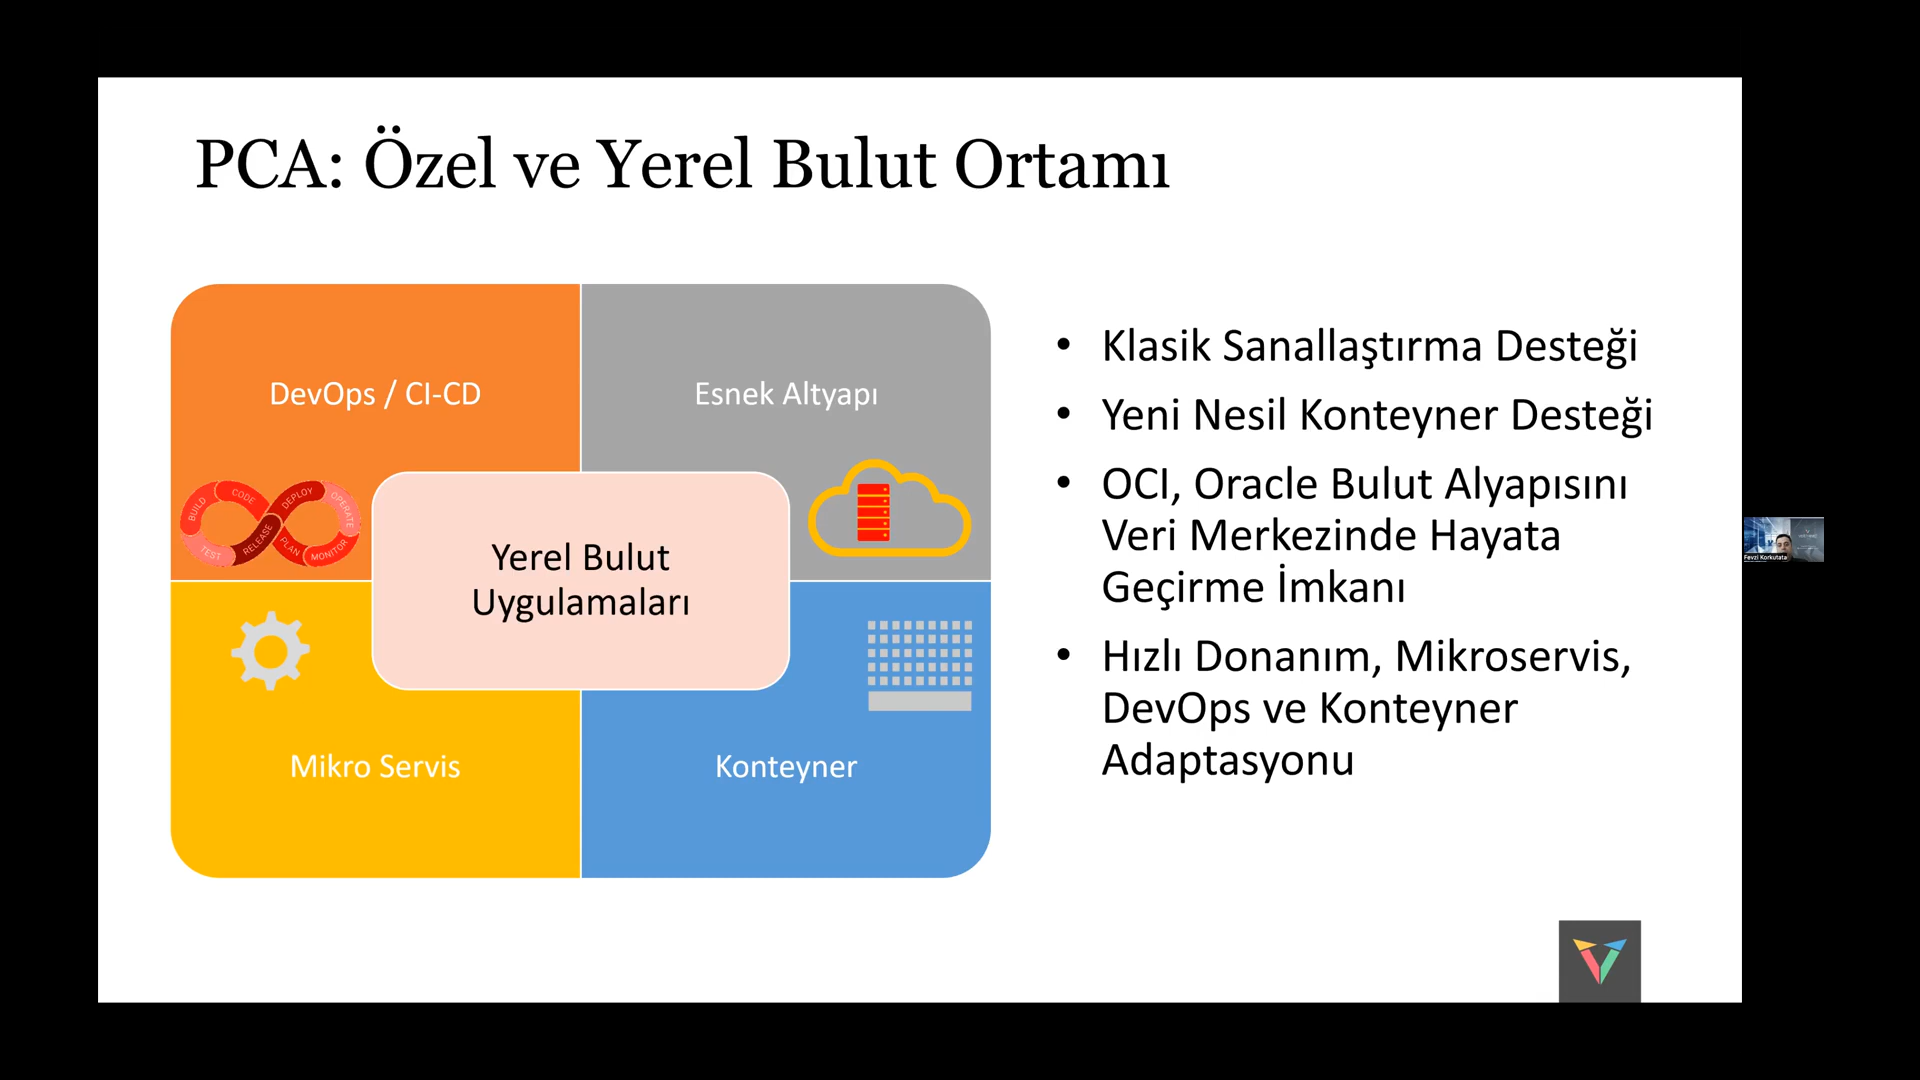 PCA: Özel ve Yerel Bulut Ortamı
DevOps / CI-CD
Esnek Altyapı
BUILD
CODE
DEPLOY
OPERATE
TEST
RELEASE
PLAN
MONITOR
Yerel Bulut
Uygulamaları
Mikro Servis
Konteyner
• Klasik Sanallaştırma Desteği
• Yeni Nesil Konteyner Desteği
• OCI, Oracle Bulut Alyapısını
Veri Merkezinde Hayata
Geçirme İmkanı
• Hızlı Donanım, Mikroservis,
DevOps ve Konteyner
Adaptasyonu
Fevzi Korkutata